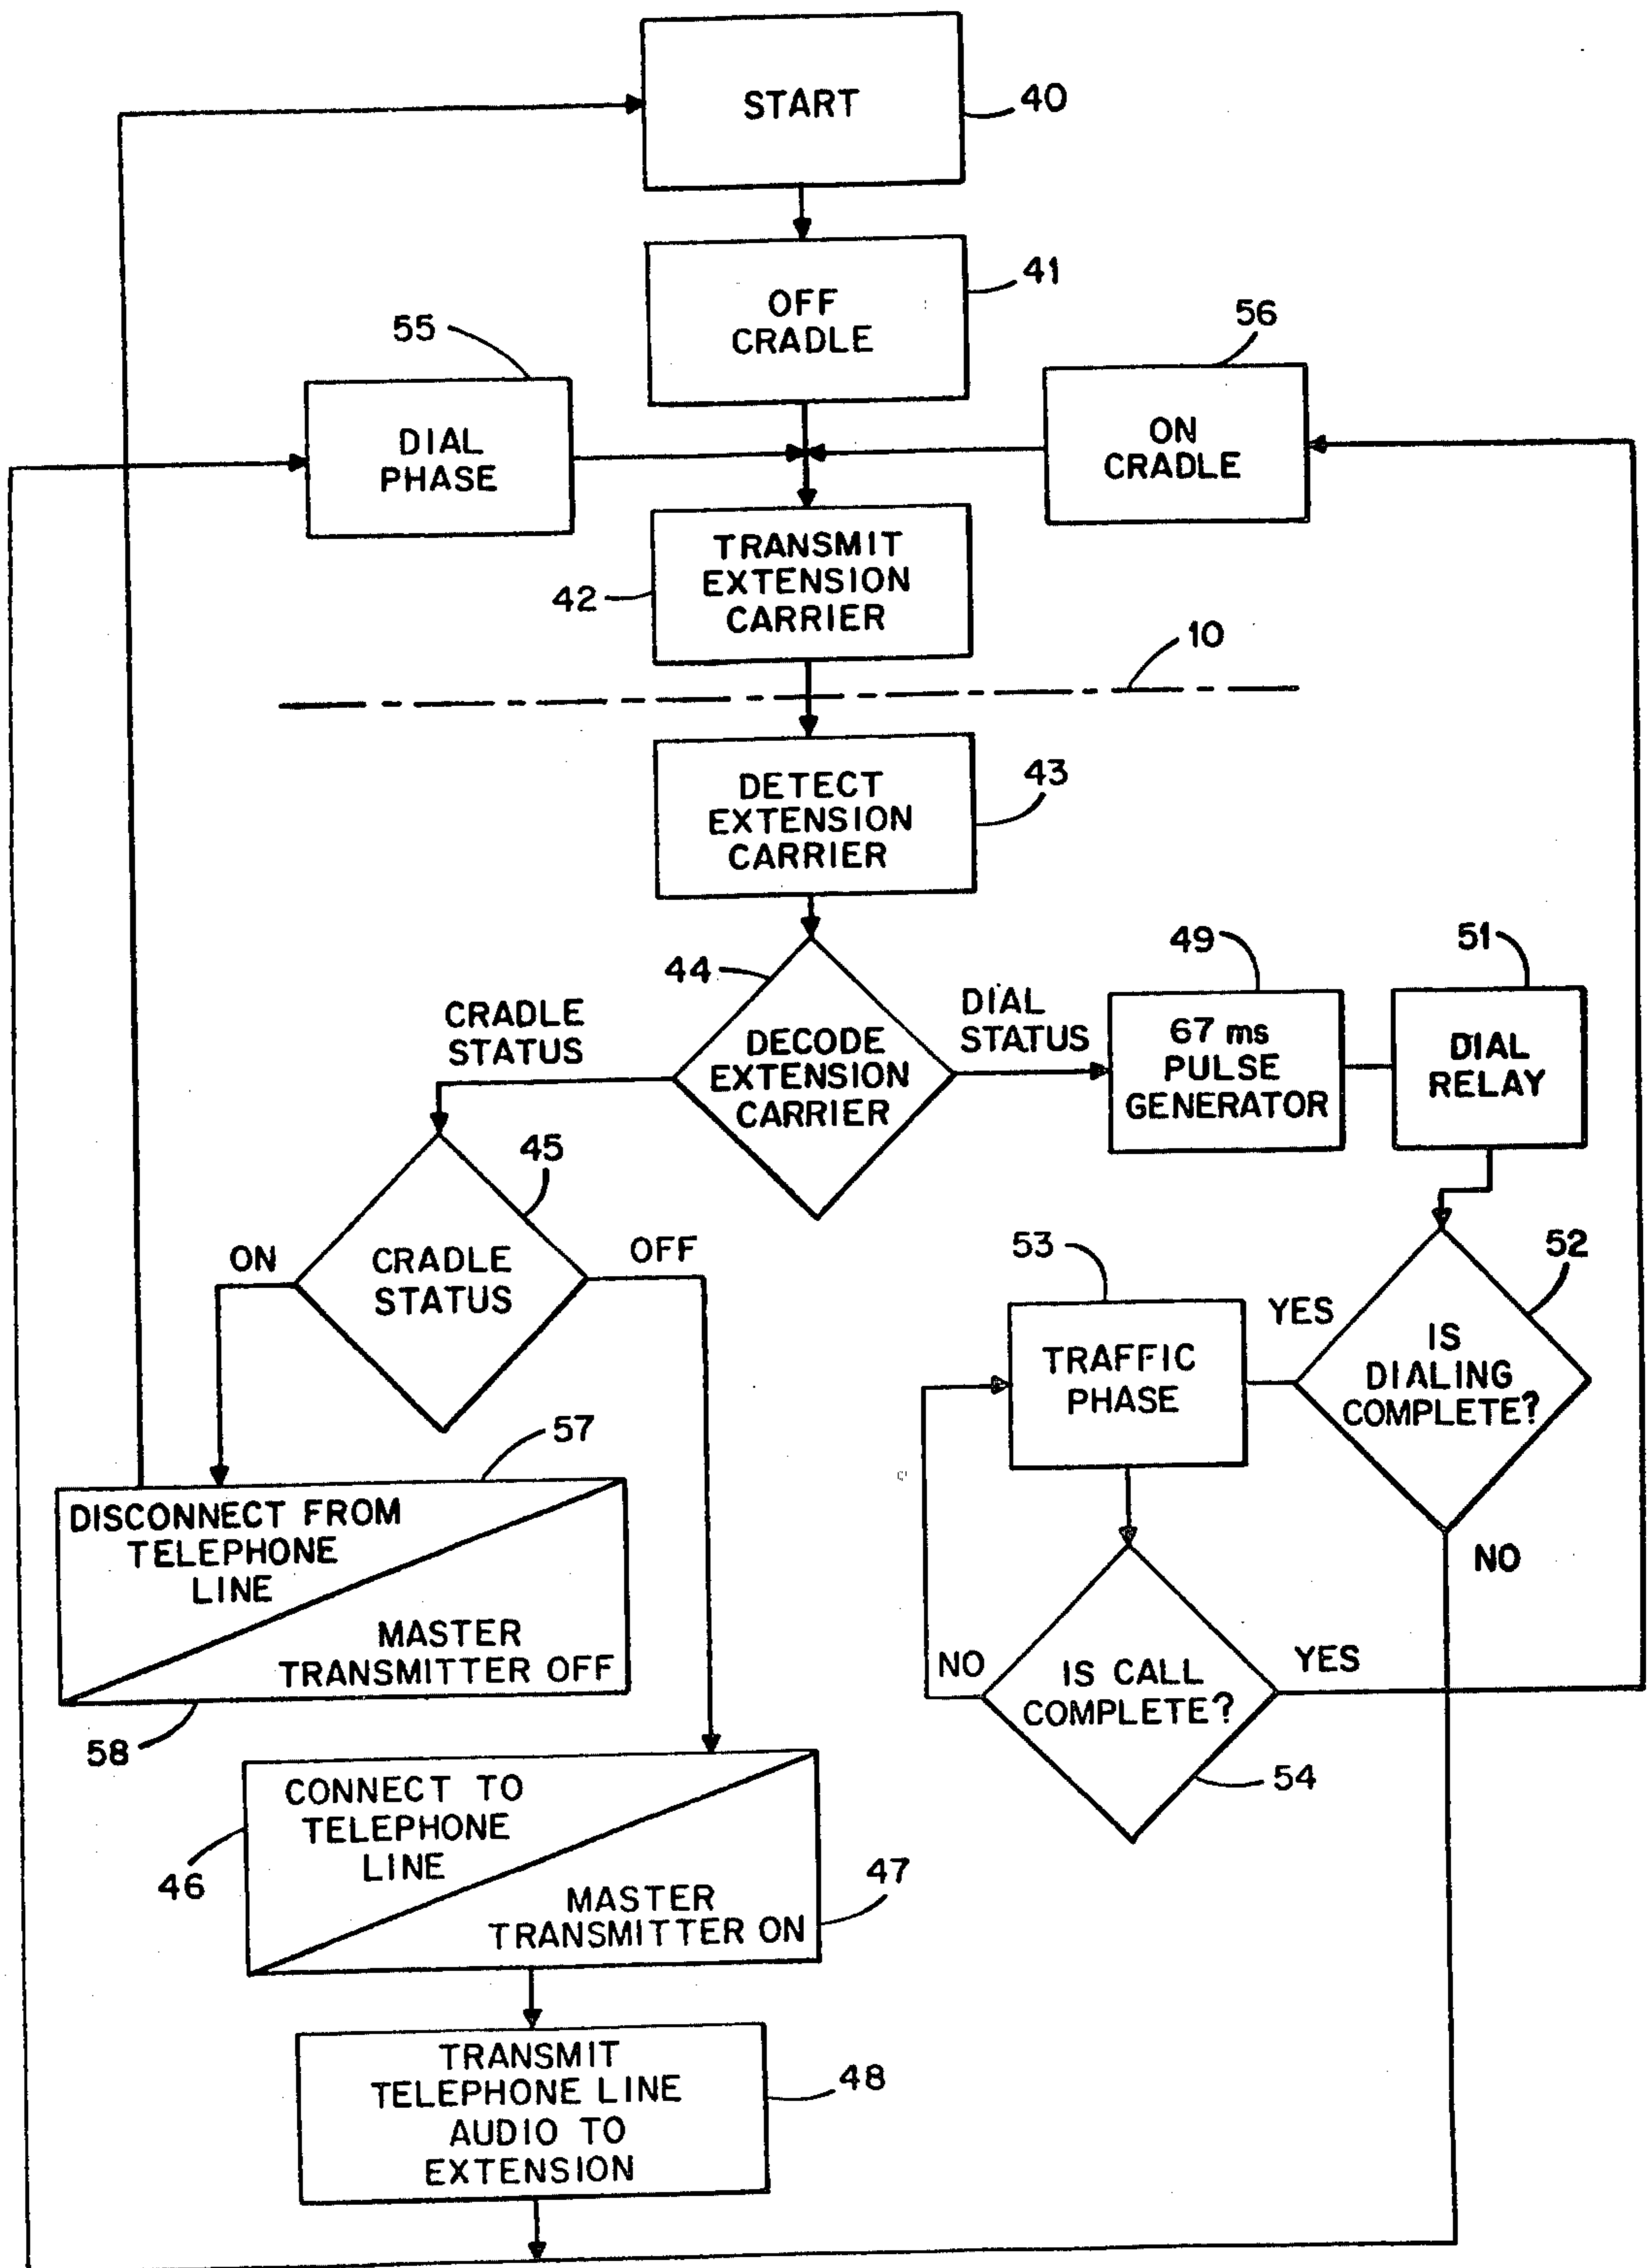 START
40
OFF
CRADLE
41
55
DIAL
PHASE
56
ON
CRADLE
TRANSMIT
EXTENSION
CARRIER
42
10
DETECT
EXTENSION
CARRIER
43
44
DECODE
EXTENSION
CARRIER
CRADLE
STATUS
DIAL
STATUS
49
67 ms
PULSE
GENERATOR
51
DIAL
RELAY
45
CRADLE
STATUS
ON
OFF
52
IS
DIALING
COMPLETE?
YES
NO
53
TRAFFIC
PHASE
57
DISCONNECT FROM
TELEPHONE
LINE
MASTER
TRANSMITTER OFF
58
IS CALL
COMPLETE?
NO
YES
54
CONNECT TO
TELEPHONE
LINE
46
MASTER
TRANSMITTER ON
47
TRANSMIT
TELEPHONE LINE
AUDIO TO
EXTENSION
48